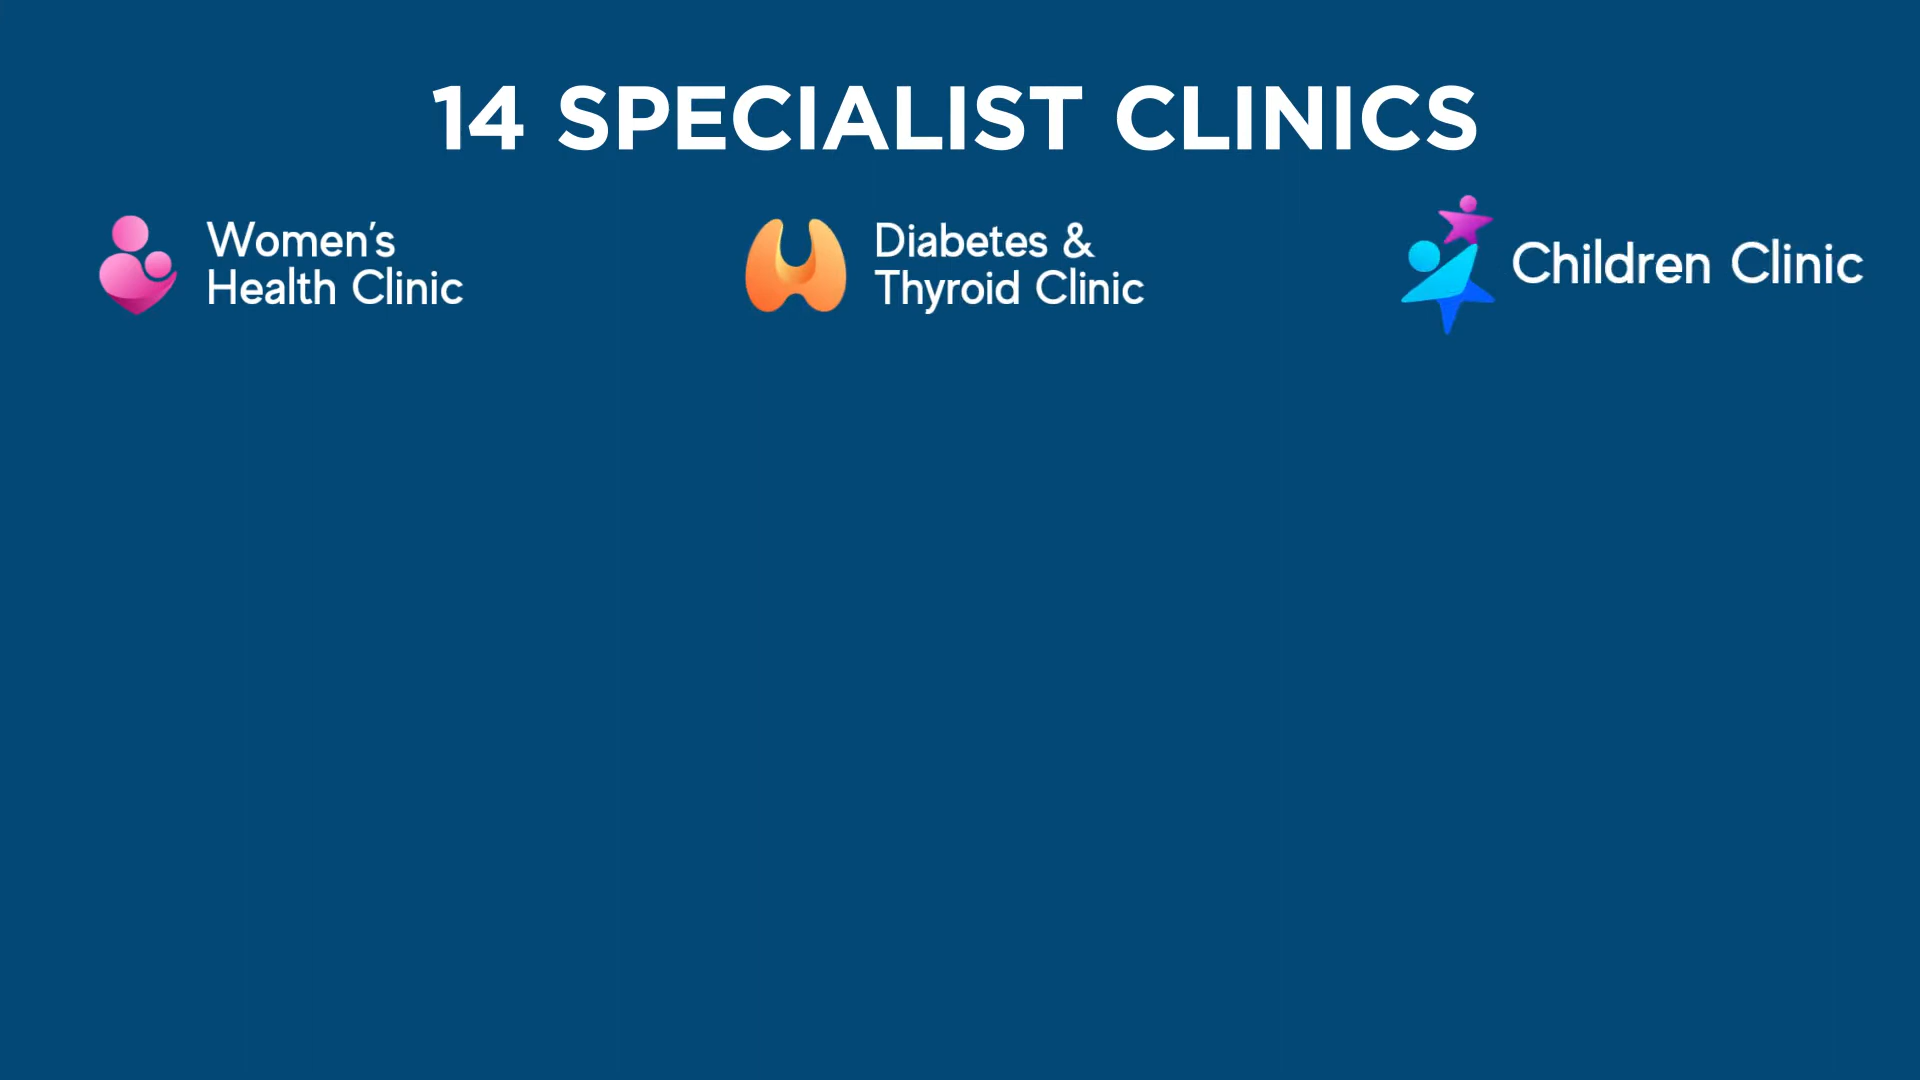 14 SPECIALIST CLINICS
Women's
Health Clinic
Diabetes &
Thyroid Clinic
Children Clinic